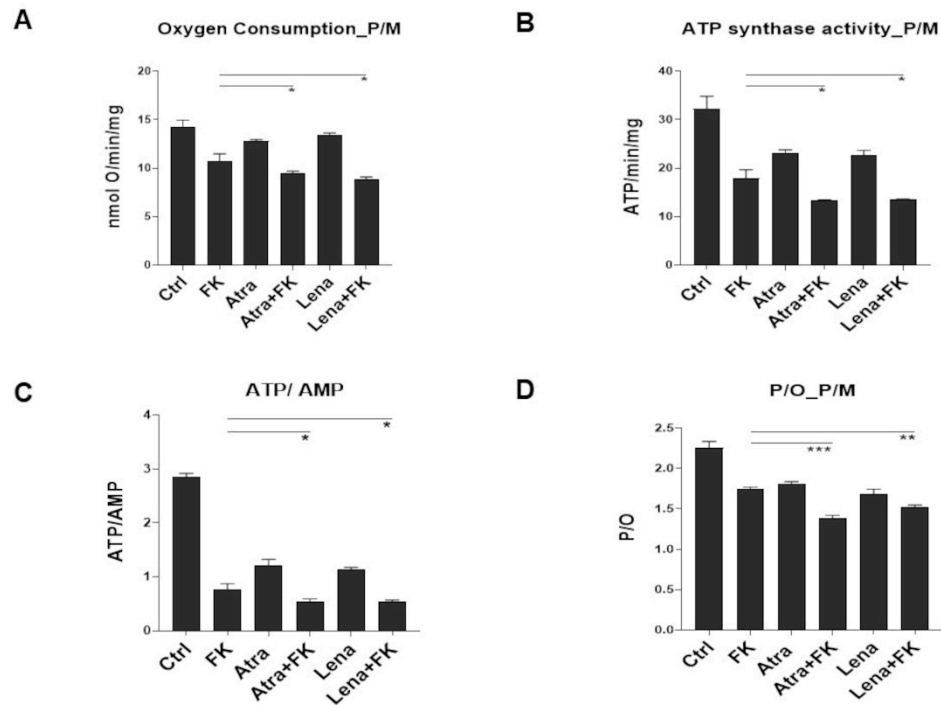 A
Oxygen Consumption_P/M
nmol O/min/mg
20
15
10
5
0
*
*
Ctrl
FK
Atra
Atra+FK
Lena
Lena+FK
B
ATP synthase activity_P/M
ATP/min/mg
40
30
20
10
0
*
*
Ctrl
FK
Atra
Atra+FK
Lena
Lena+FK
C
ATP/ AMP
ATP/AMP
4
3
2
1
0
*
*
Ctrl
FK
Atra
Atra+FK
Lena
Lena+FK
D
P/O_P/M
P/O
2.5
2.0
1.5
1.0
0.5
0.0
***
**
Ctrl
FK
Atra
Atra+FK
Lena
Lena+FK